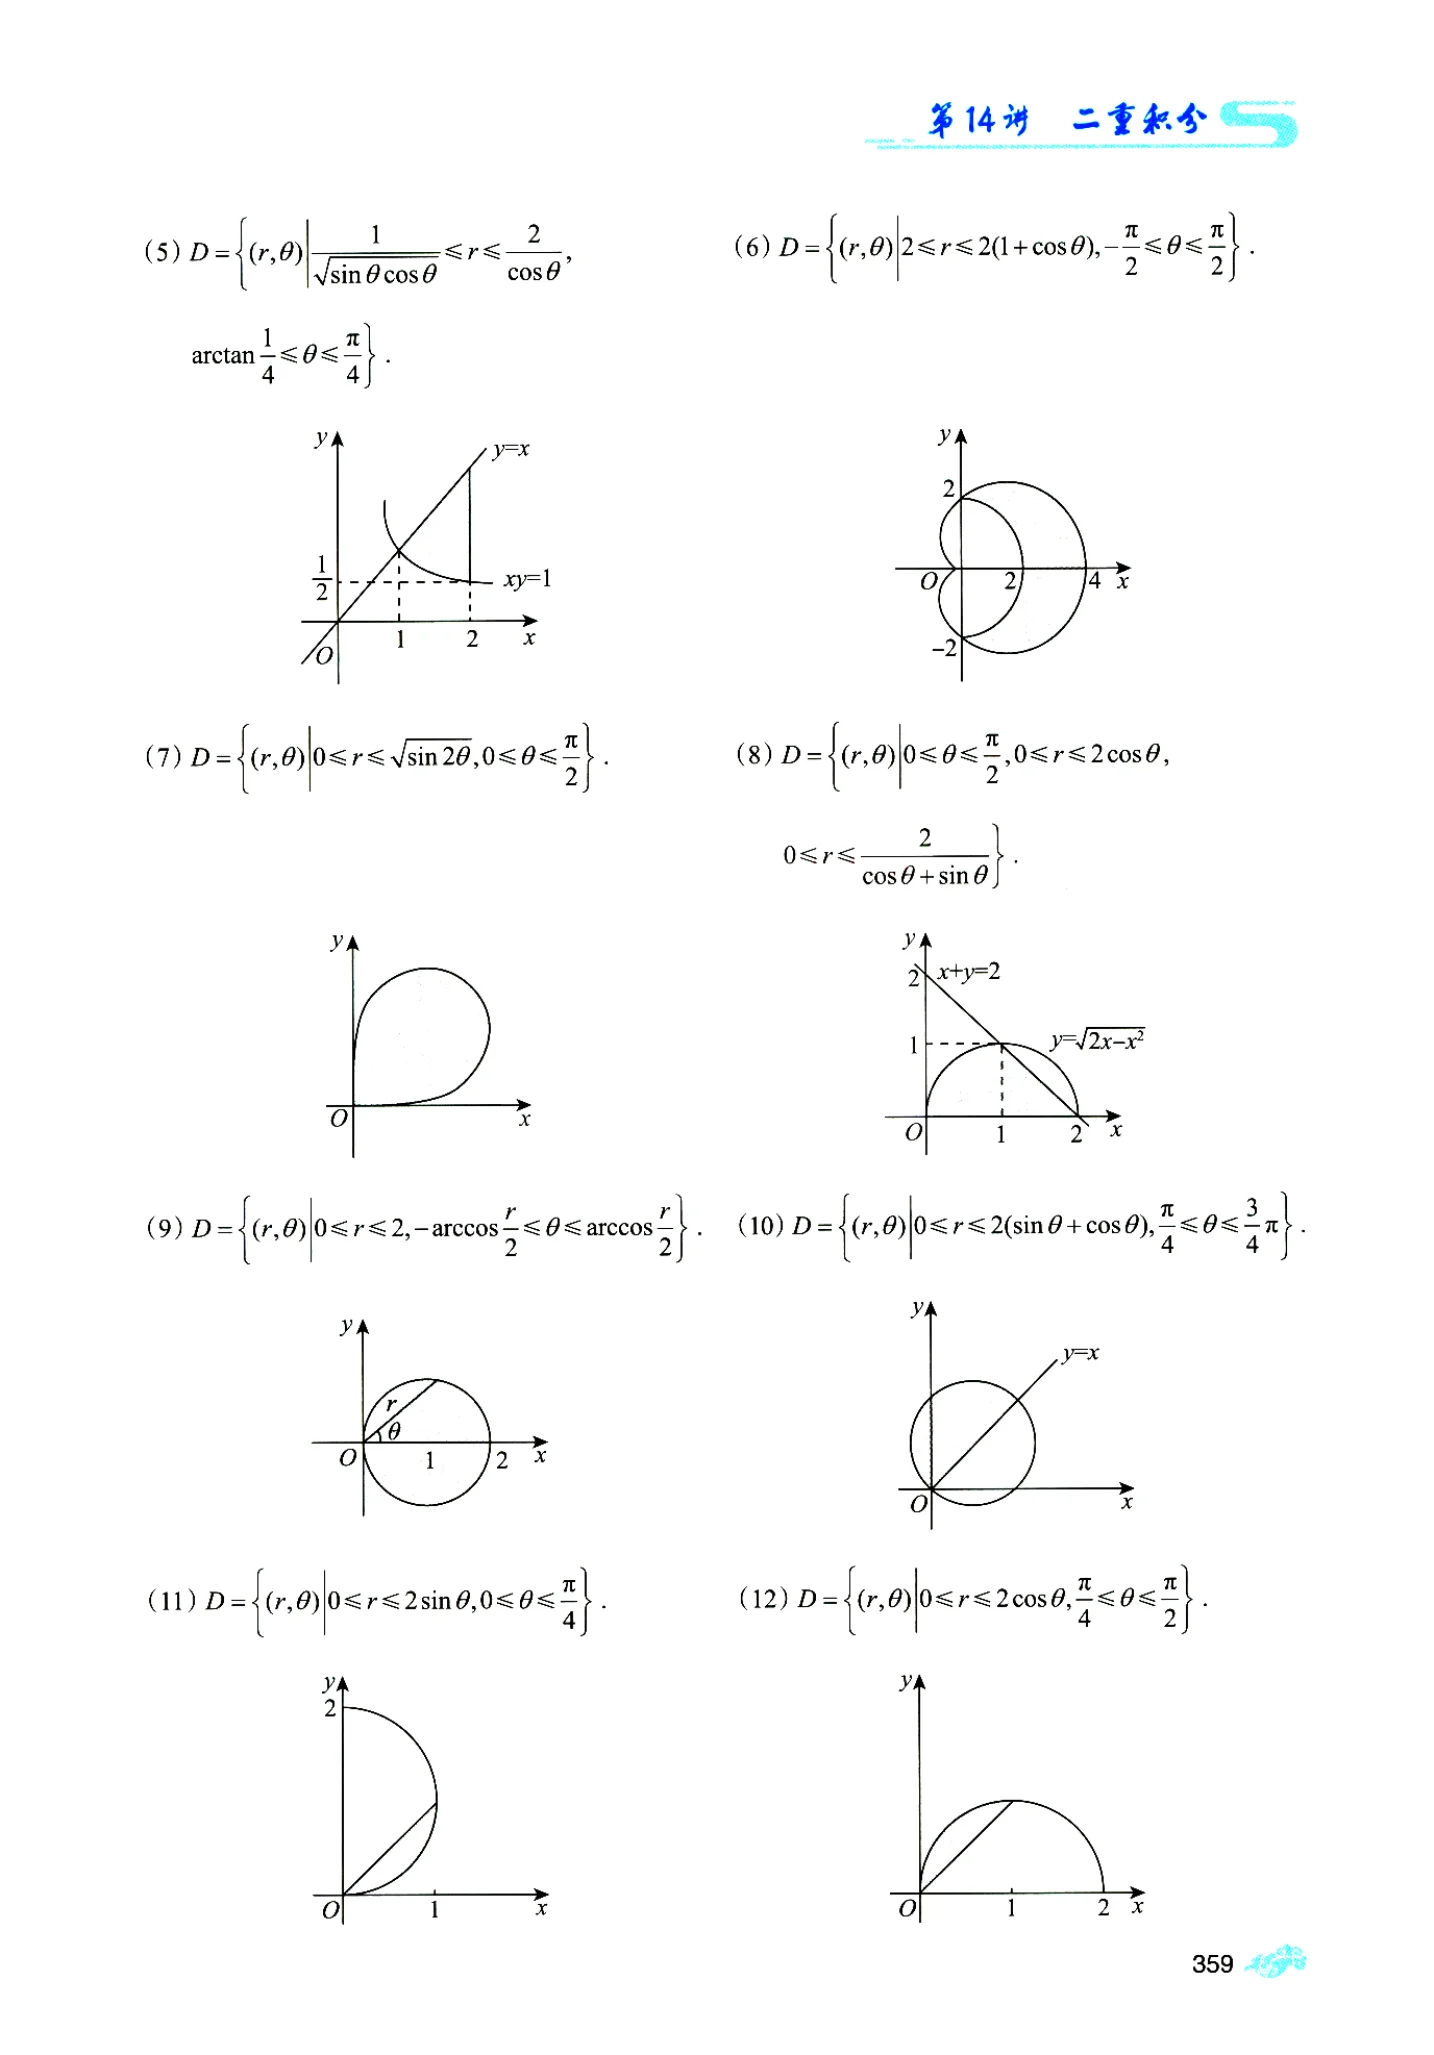 第14讲 二重积分
(5) D={(r,θ)|1/√(sinθcosθ)≤r≤2/cosθ,
arctan 1/4≤θ≤π/4}.
(6) D={(r,θ)|2≤r≤2(1+cosθ),-π/2≤θ≤π/2}.
y
y=x
1/2
xy=1
O
1
2
x
y
2
O
2
4
x
-2
(7) D={(r,θ)|0≤r≤√(sin2θ),0≤θ≤π/2}.
(8) D={(r,θ)|0≤θ≤π/2,0≤r≤2cosθ,
0≤r≤2/(cosθ+sinθ)}.
y
O
x
y
2
x+y=2
1
y=√(2x-x²)
O
1
2
x
(9) D={(r,θ)|0≤r≤2,-arccos r/2≤θ≤arccos r/2}.
(10) D={(r,θ)|0≤r≤2(sinθ+cosθ),π/4≤θ≤3/4 π}.
y
r
θ
O
1
2
x
y
y=x
O
x
(11) D={(r,θ)|0≤r≤2sinθ,0≤θ≤π/4}.
(12) D={(r,θ)|0≤r≤2cosθ,π/4≤θ≤π/2}.
y
2
O
1
x
y
O
1
2
x
359